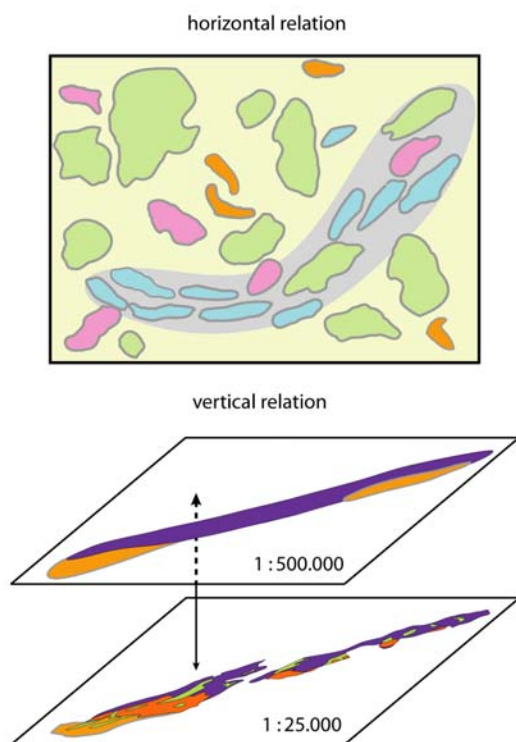 horizontal relation
vertical relation
1 : 500.000
1 : 25.000